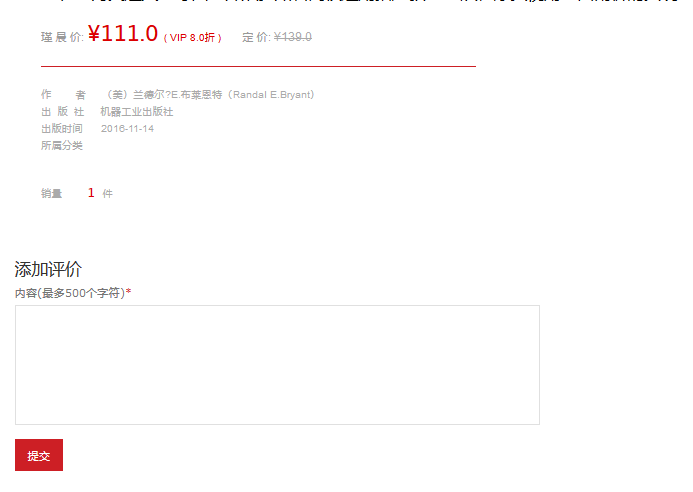 瑾 晨 价: ¥111.0 ( VIP 8.0折 ) 定 价: ¥139.0
作 者 （美）兰德尔?E.布莱恩特（Randal E.Bryant）
出 版 社 机器工业出版社
出版时间 2016-11-14
所属分类
销量 1 件
添加评价
内容(最多500个字符)*
提交